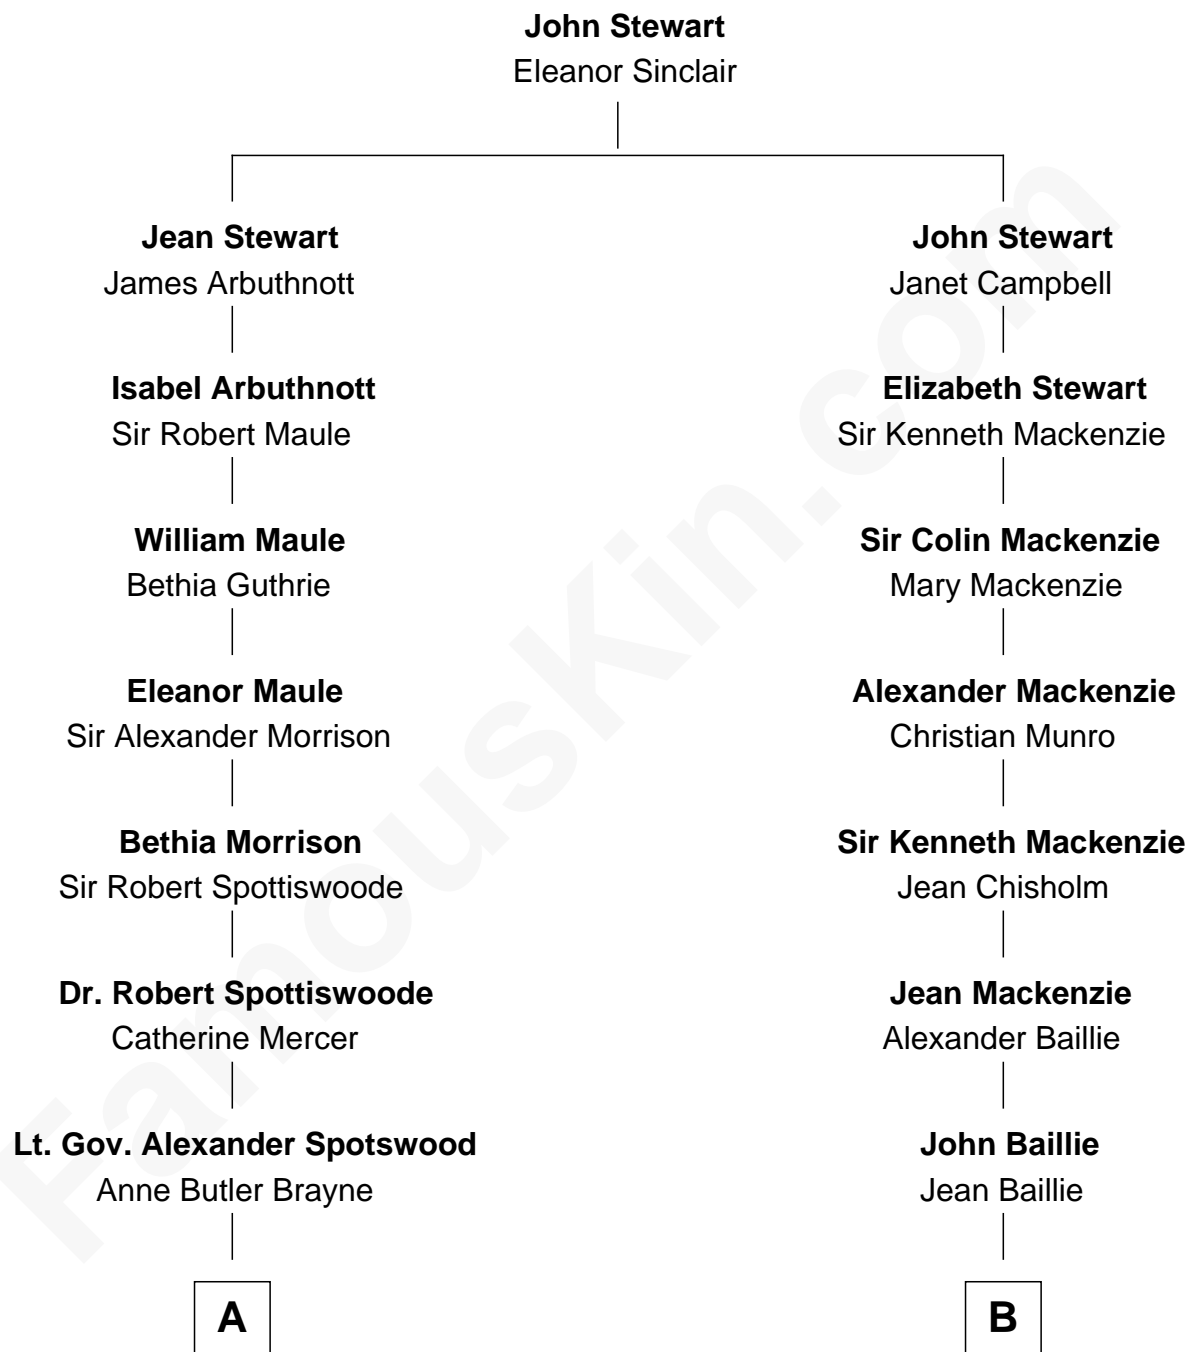 John Stewart
Eleanor Sinclair
Jean Stewart
James Arbuthnott
John Stewart
Janet Campbell
Isabel Arbuthnott
Sir Robert Maule
Elizabeth Stewart
Sir Kenneth Mackenzie
William Maule
Bethia Guthrie
Sir Colin Mackenzie
Mary Mackenzie
Eleanor Maule
Sir Alexander Morrison
Alexander Mackenzie
Christian Munro
Bethia Morrison
Sir Robert Spottiswoode
Sir Kenneth Mackenzie
Jean Chisholm
Dr. Robert Spottiswoode
Catherine Mercer
Jean Mackenzie
Alexander Baillie
Lt. Gov. Alexander Spotswood
Anne Butler Brayne
John Baillie
Jean Baillie
A
B
FamousKin.com